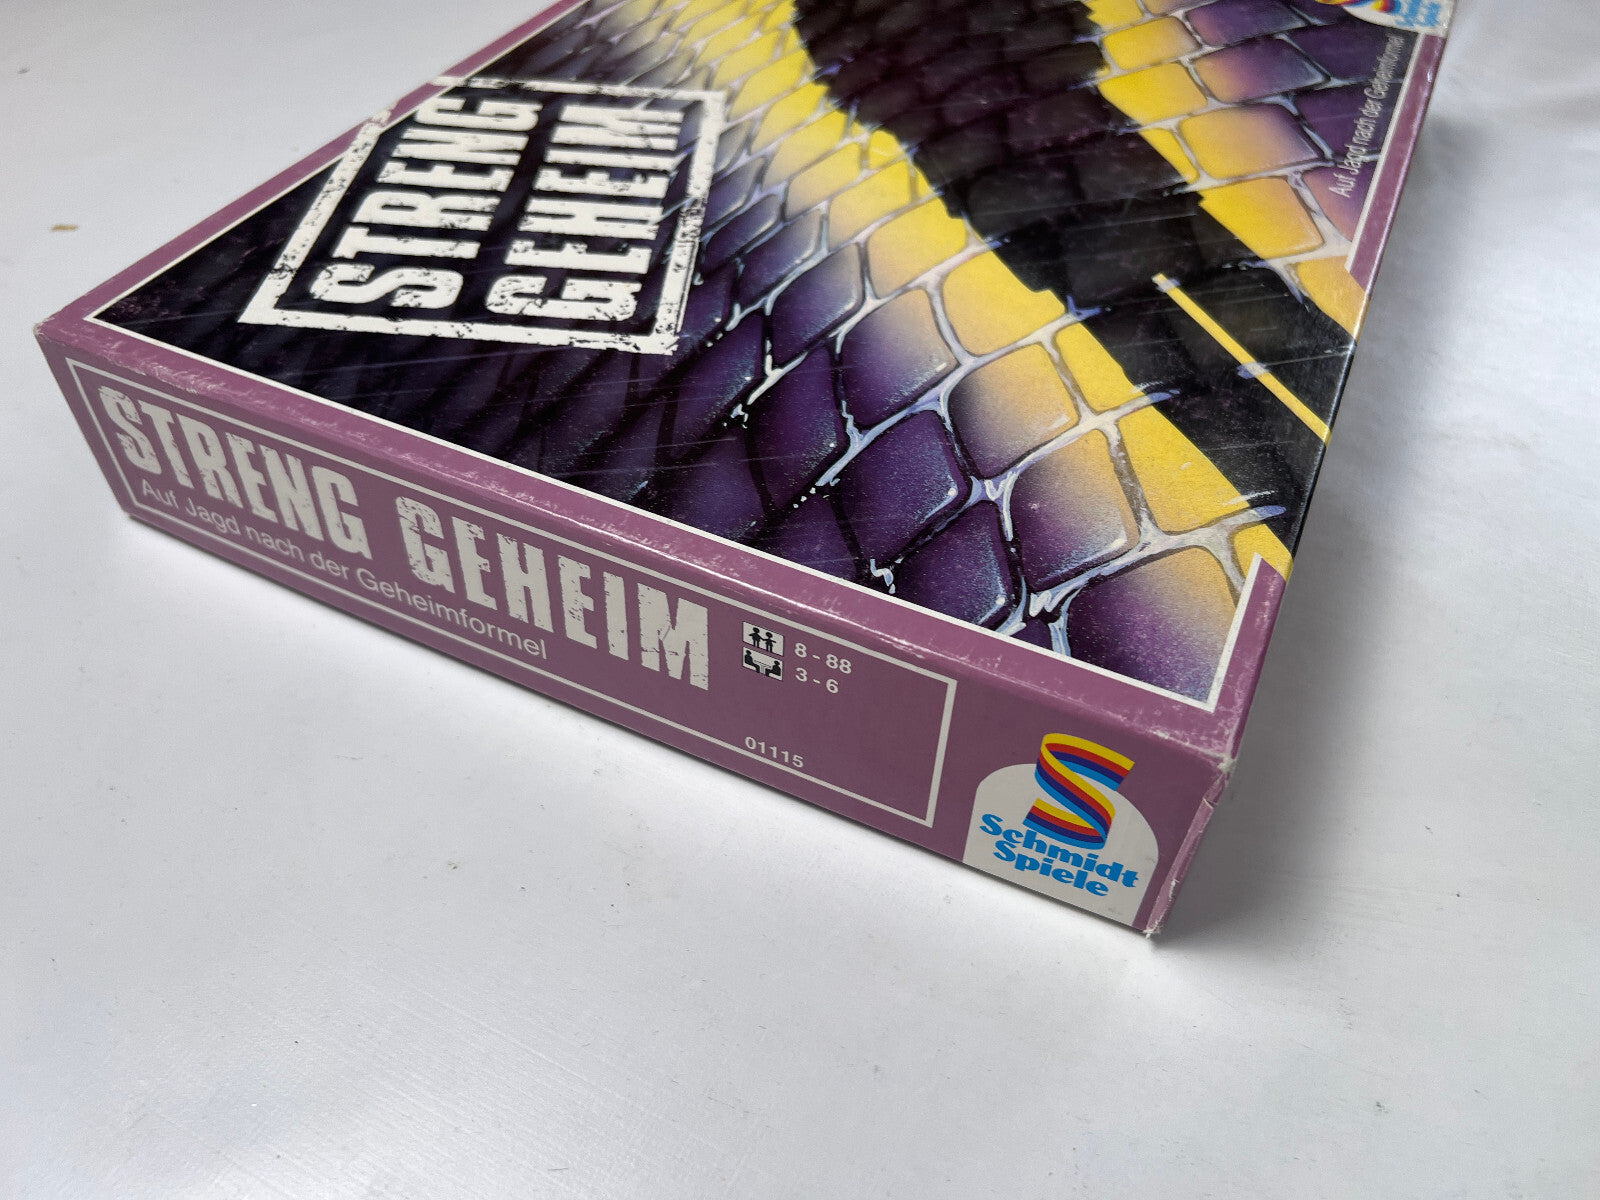 STRENG
GEHEIM
Auf Jagd nach der Geheimformel
STRENG GEHEIM
Auf Jagd nach der Geheimformel
8 - 88
3 - 6
01115
Schmidt
Spiele